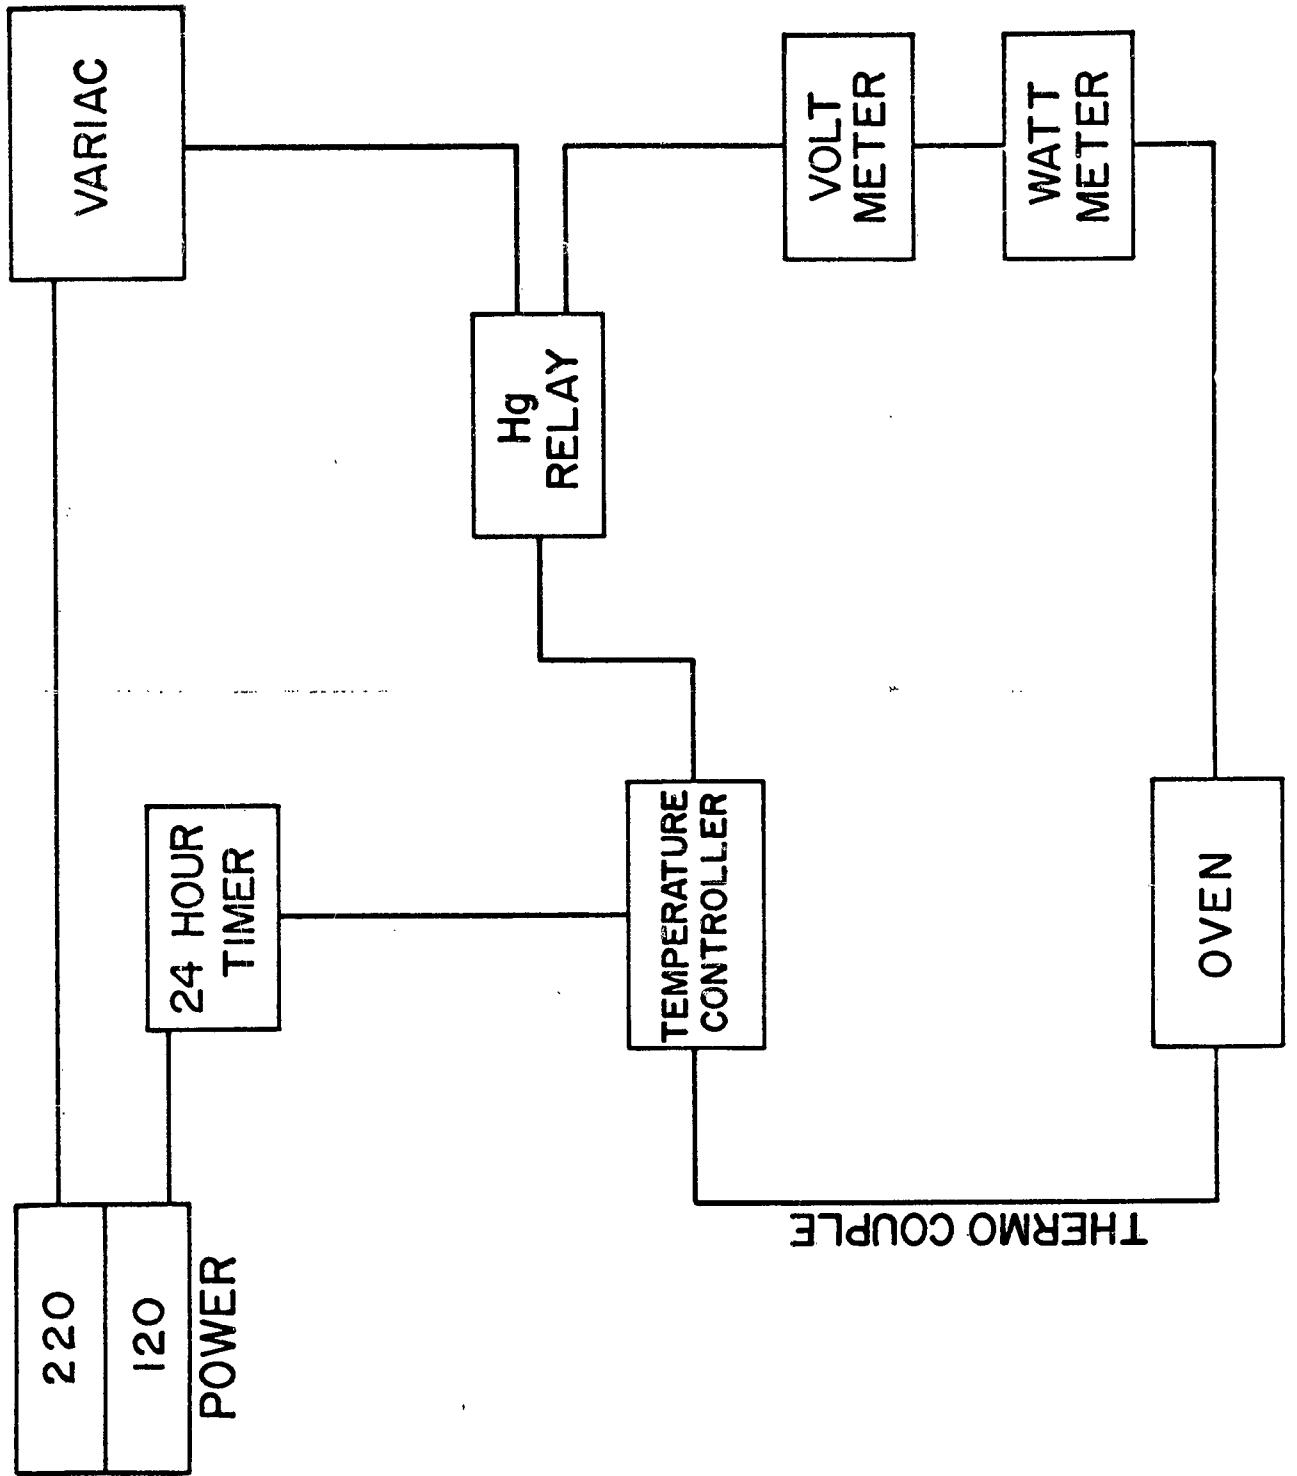 220
120
POWER
24 HOUR
TIMER
VARIAC
Hg
RELAY
TEMPERATURE
CONTROLLER
VOLT
METER
WATT
METER
THERMO COUPLE
OVEN